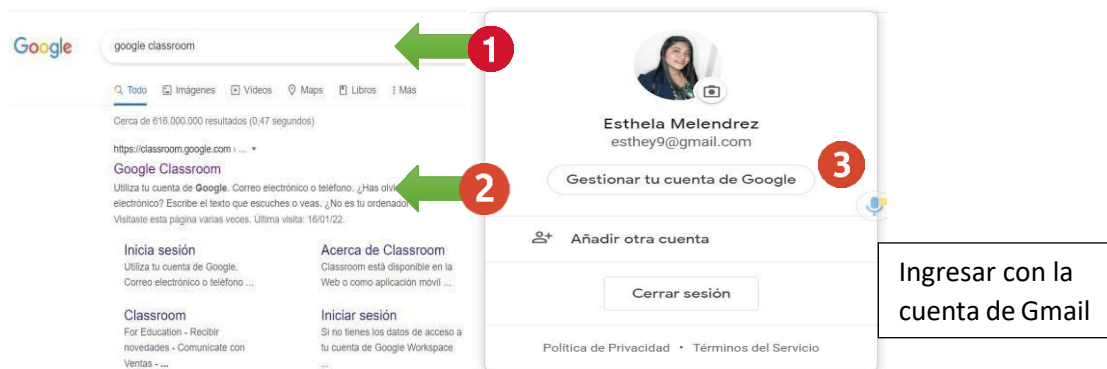 Google
google classroom
1
Todo Imágenes Vídeos Maps Libros Más
Cerca de 616.000.000 resultados (0,47 segundos)
https://classroom.google.com › ...
Google Classroom
Utiliza tu cuenta de Google. Correo electrónico o teléfono. ¿Has
electrónico? Escribe el texto que escuches o veas. ¿No es tu ordenador
Visitaste esta página varias veces. Última visita: 16/01/22.
2
Inicia sesión
Utiliza tu cuenta de Google.
Correo electrónico o teléfono ...
Acerca de Classroom
Classroom está disponible en la
Web o como aplicación móvil ...
Classroom
For Education - Recibir
novedades - Comunicate con
Ventas - ...
Iniciar sesión
Si no tienes los datos de acceso a
tu cuenta de Google Workspace
...
Esthela Melendrez
esthey9@gmail.com
3
Gestionar tu cuenta de Google
Añadir otra cuenta
Cerrar sesión
Política de Privacidad • Términos del Servicio
Ingresar con la
cuenta de Gmail